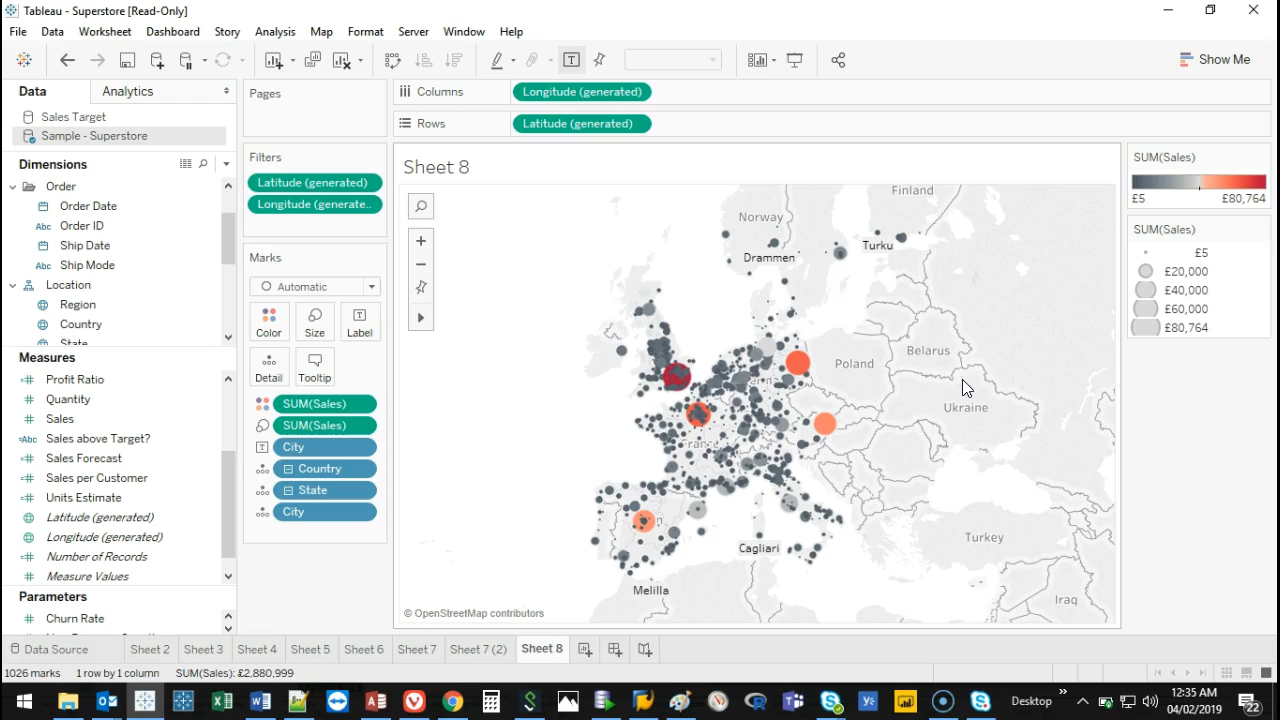 Tableau - Superstore [Read-Only]
File Data Worksheet Dashboard Story Analysis Map Format Server Window Help
Show Me
Data Analytics
Sales Target
Sample - Superstore
Dimensions
Order
Order Date
Abc Order ID
Ship Date
Abc Ship Mode
Location
Region
Country
State
Measures
Profit Ratio
Quantity
Sales
=Abc Sales above Target?
Sales Forecast
Sales per Customer
Units Estimate
Latitude (generated)
Longitude (generated)
Number of Records
Measure Values
Parameters
Churn Rate
Pages
Filters
Latitude (generated)
Longitude (generate..
Marks
Automatic
Color Size Label
Detail Tooltip
SUM(Sales)
SUM(Sales)
City
Country
State
City
Columns Longitude (generated)
Rows Latitude (generated)
Sheet 8
Finland
Norway
Turku
Drammen
Belarus
Poland
Ukraine
Turkey
Cagliari
Melilla
Iraq
© OpenStreetMap contributors
SUM(Sales)
£5 £80,764
SUM(Sales)
£5
£20,000
£40,000
£60,000
£80,764
Data Source Sheet 2 Sheet 3 Sheet 4 Sheet 5 Sheet 6 Sheet 7 Sheet 7 (2) Sheet 8
1026 marks 1 row by 1 column SUM(Sales): £2,880,999
Desktop
12:35 AM
04/02/2019
22